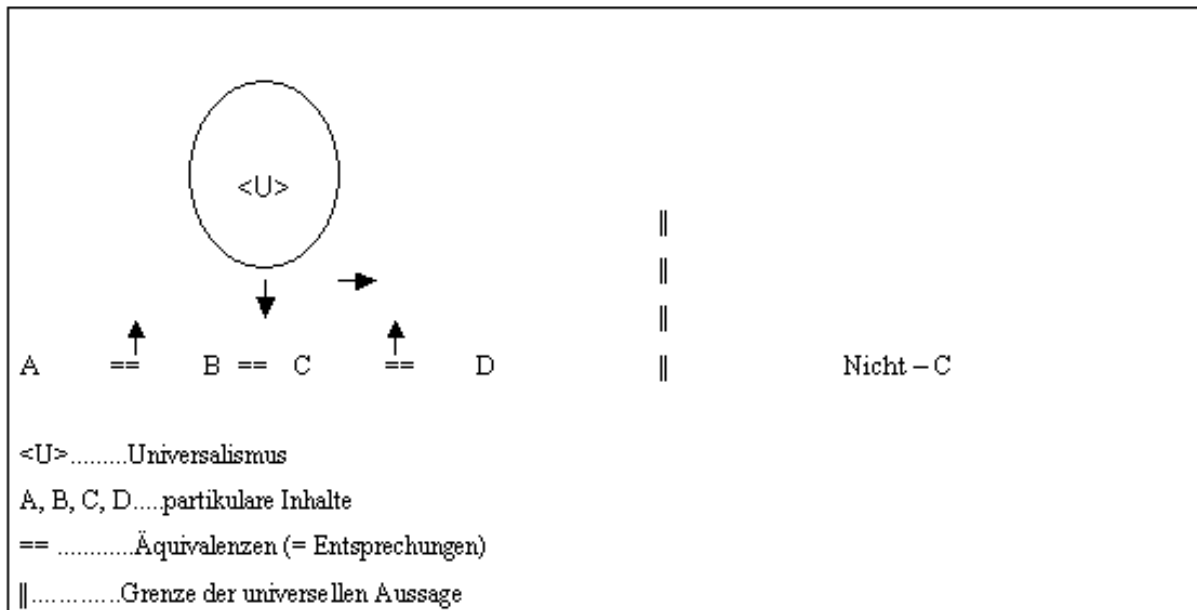 <U>
‖
‖
‖
A == B == C == D ‖ Nicht – C
<U>.........Universalismus
A, B, C, D.....partikulare Inhalte
== ............Äquivalenzen (= Entsprechungen)
‖.............Grenze der universellen Aussage